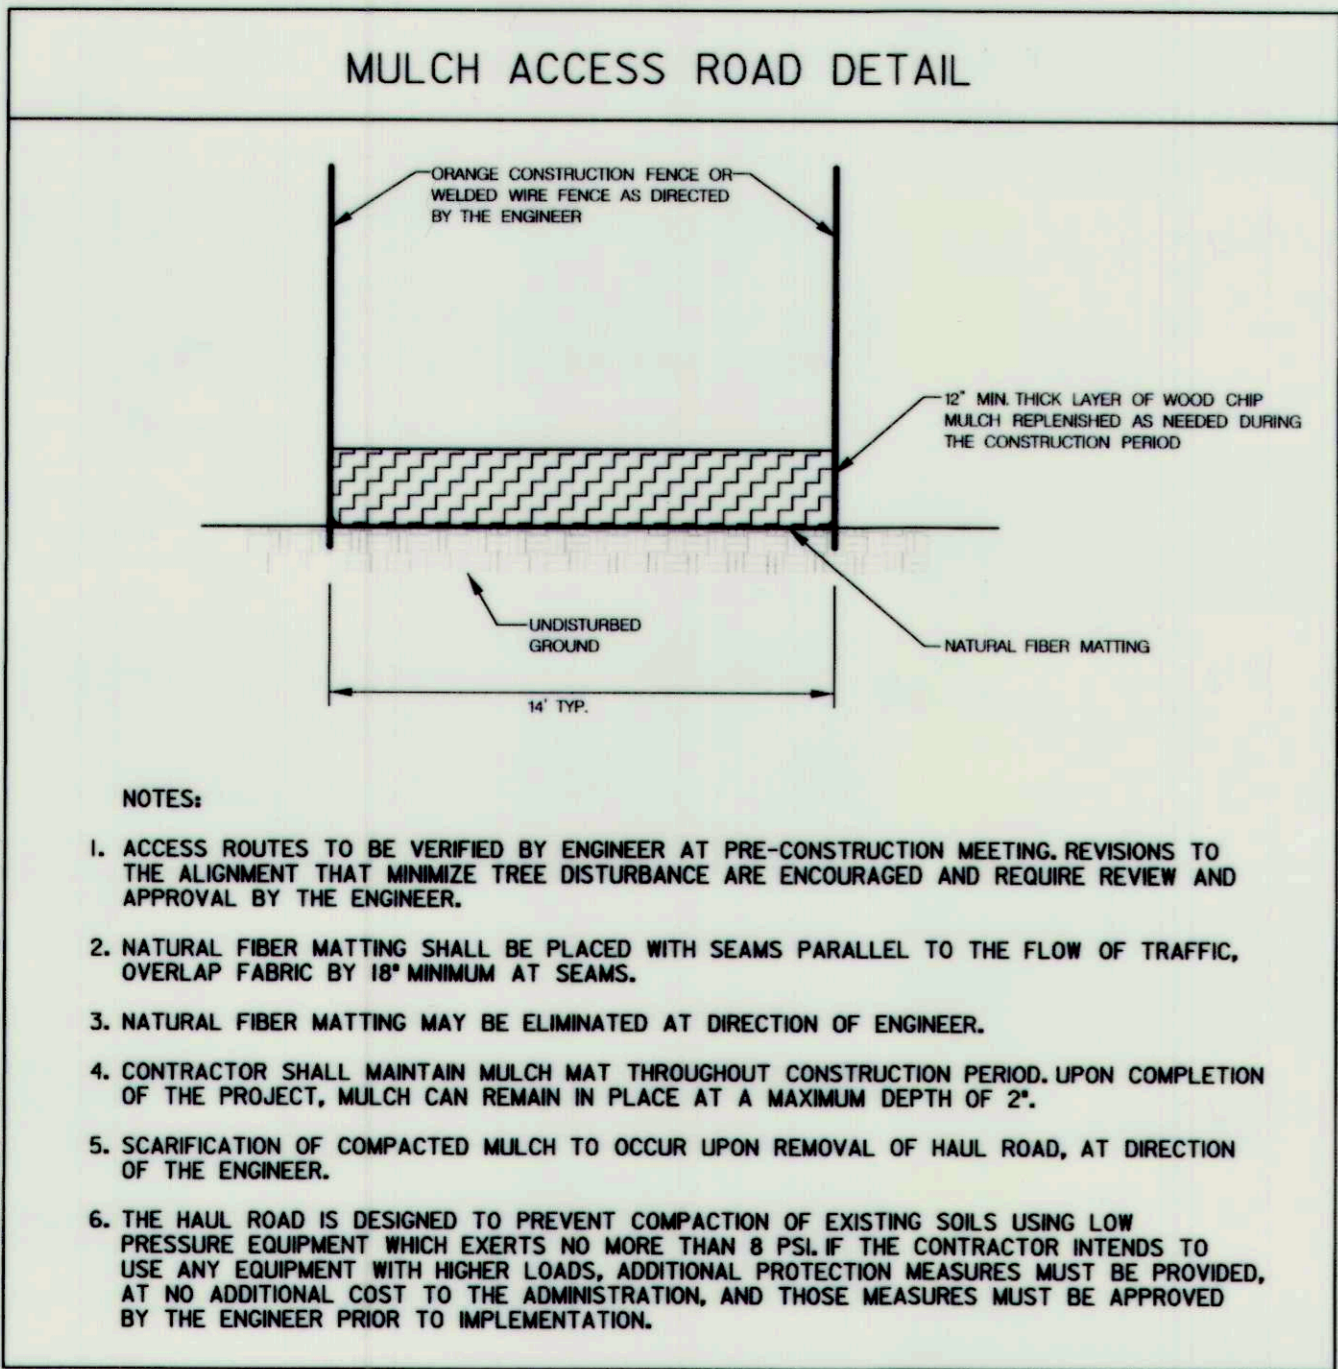 MULCH ACCESS ROAD DETAIL
ORANGE CONSTRUCTION FENCE OR
WELDED WIRE FENCE AS DIRECTED
BY THE ENGINEER
12" MIN. THICK LAYER OF WOOD CHIP
MULCH REPLENISHED AS NEEDED DURING
THE CONSTRUCTION PERIOD
UNDISTURBED
GROUND
NATURAL FIBER MATTING
14' TYP.
NOTES:
1. ACCESS ROUTES TO BE VERIFIED BY ENGINEER AT PRE-CONSTRUCTION MEETING. REVISIONS TO
THE ALIGNMENT THAT MINIMIZE TREE DISTURBANCE ARE ENCOURAGED AND REQUIRE REVIEW AND
APPROVAL BY THE ENGINEER.
2. NATURAL FIBER MATTING SHALL BE PLACED WITH SEAMS PARALLEL TO THE FLOW OF TRAFFIC,
OVERLAP FABRIC BY 18" MINIMUM AT SEAMS.
3. NATURAL FIBER MATTING MAY BE ELIMINATED AT DIRECTION OF ENGINEER.
4. CONTRACTOR SHALL MAINTAIN MULCH MAT THROUGHOUT CONSTRUCTION PERIOD. UPON COMPLETION
OF THE PROJECT, MULCH CAN REMAIN IN PLACE AT A MAXIMUM DEPTH OF 2".
5. SCARIFICATION OF COMPACTED MULCH TO OCCUR UPON REMOVAL OF HAUL ROAD, AT DIRECTION
OF THE ENGINEER.
6. THE HAUL ROAD IS DESIGNED TO PREVENT COMPACTION OF EXISTING SOILS USING LOW
PRESSURE EQUIPMENT WHICH EXERTS NO MORE THAN 8 PSI. IF THE CONTRACTOR INTENDS TO
USE ANY EQUIPMENT WITH HIGHER LOADS, ADDITIONAL PROTECTION MEASURES MUST BE PROVIDED,
AT NO ADDITIONAL COST TO THE ADMINISTRATION, AND THOSE MEASURES MUST BE APPROVED
BY THE ENGINEER PRIOR TO IMPLEMENTATION.